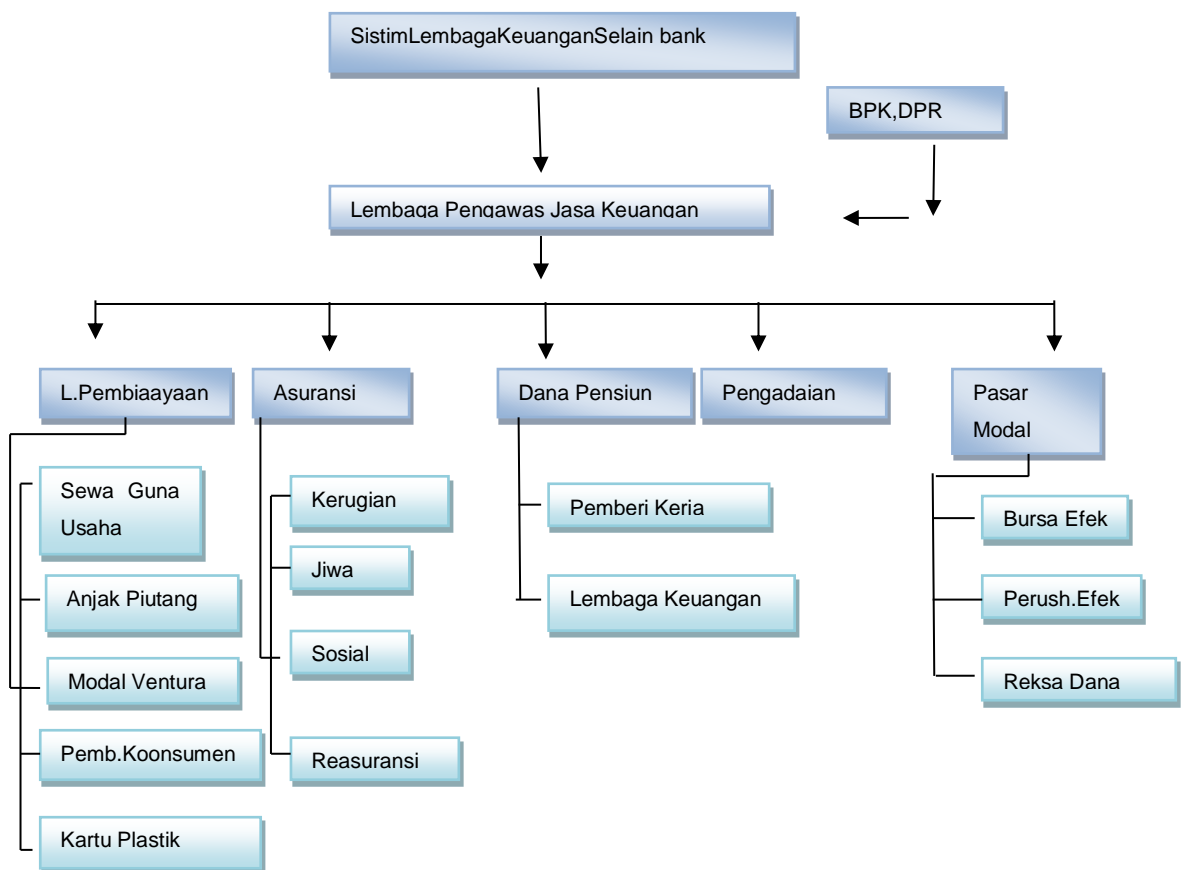 SistimLembagaKeuanganSelain bank
BPK,DPR
Lembaga Pengawas Jasa Keuangan
L.Pembiaayaan
Asuransi
Dana Pensiun
Pengadaian
Pasar
Modal
Sewa Guna
Usaha
Anjak Piutang
Modal Ventura
Pemb.Koonsumen
Kartu Plastik
Kerugian
Jiwa
Sosial
Reasuransi
Pemberi Kerja
Lembaga Keuangan
Bursa Efek
Perush.Efek
Reksa Dana